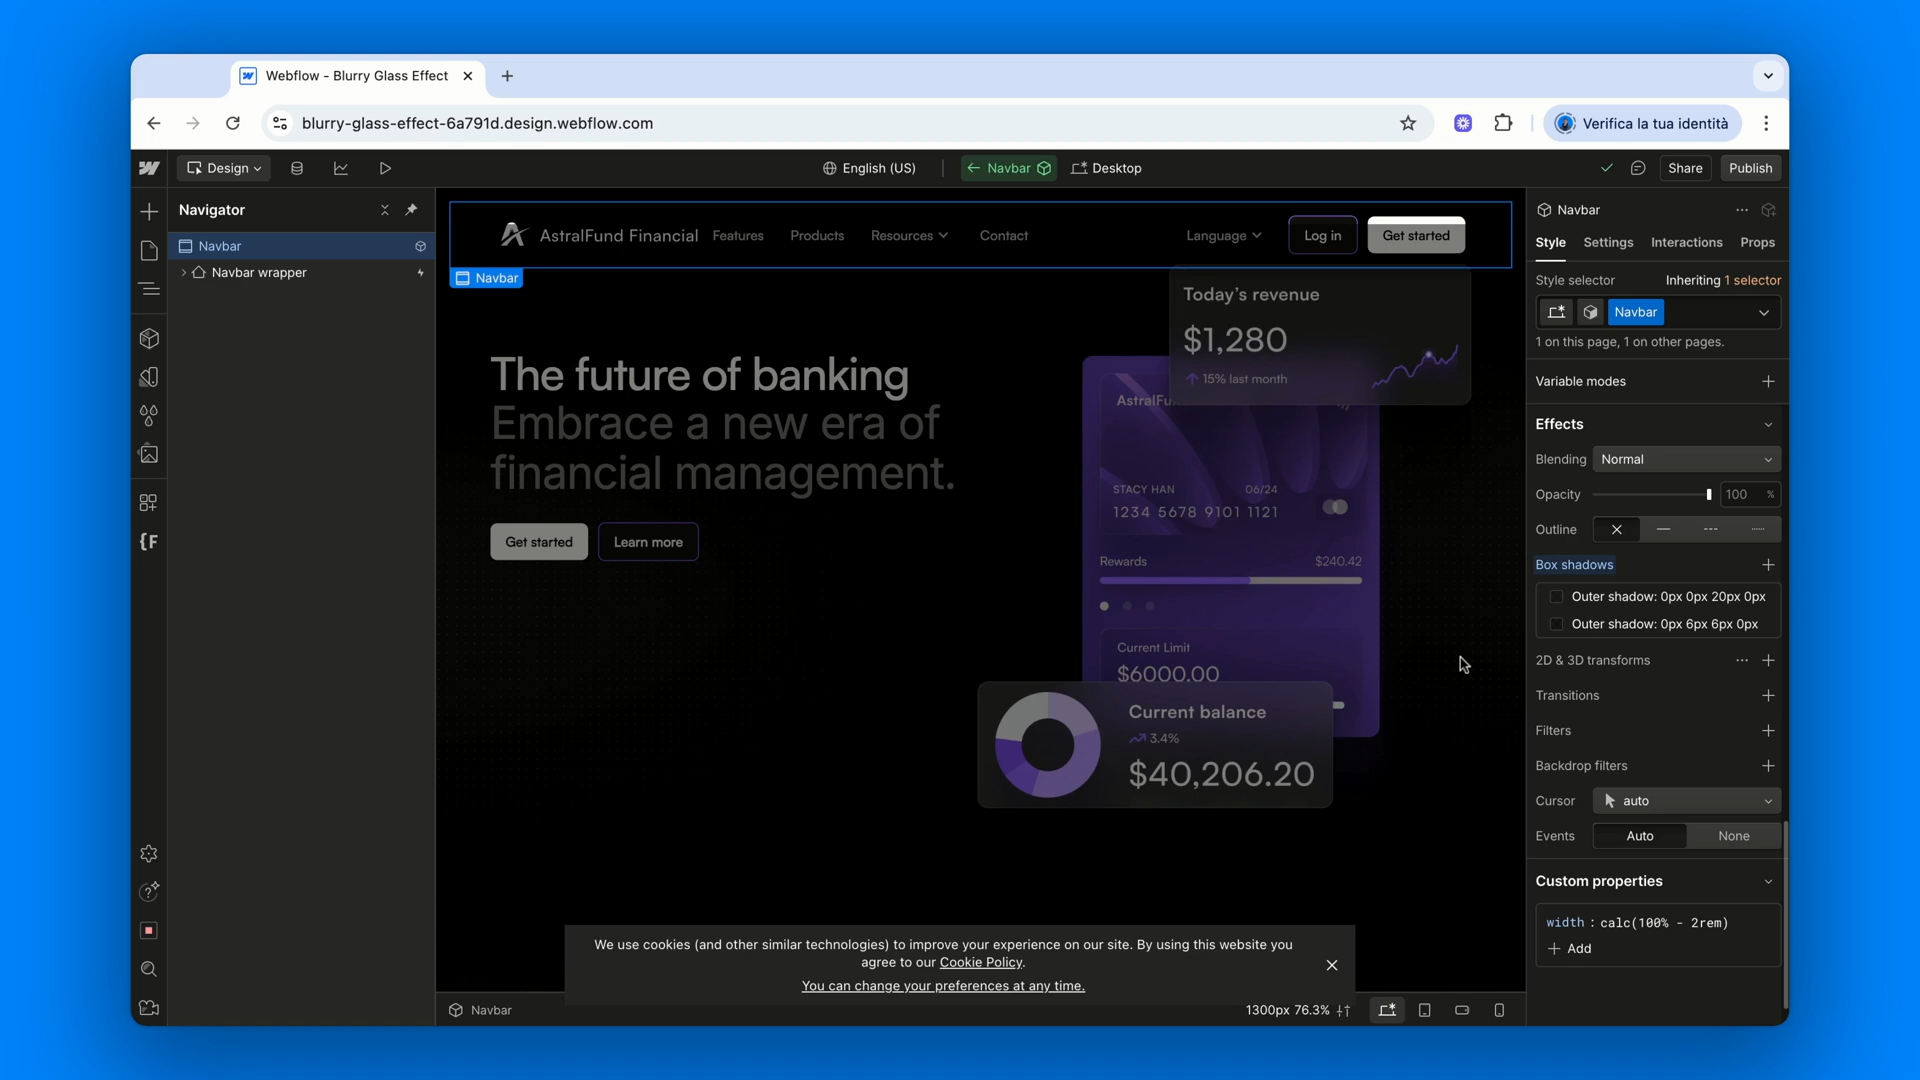 Webflow - Blurry Glass Effect
blurry-glass-effect-6a791d.design.webflow.com
Verifica la tua identità
Design
English (US)
Navbar
Desktop
Share
Publish
Navigator
Navbar
Navbar wrapper
AstralFund Financial
Features
Products
Resources
Contact
Language
Log in
Get started
Navbar
The future of banking
Embrace a new era of
financial management.
Get started
Learn more
Today's revenue
$1,280
15% last month
STACY HAN
06/24
1234 5678 9101 1121
Rewards
$240.42
Current Limit
$6000.00
Current balance
3.4%
$40,206.20
We use cookies (and other similar technologies) to improve your experience on our site. By using this website you
agree to our Cookie Policy.
You can change your preferences at any time.
Navbar
1300px 76.3%
Navbar
Style
Settings
Interactions
Props
Style selector
Inheriting 1 selector
Navbar
1 on this page, 1 on other pages.
Variable modes
Effects
Blending
Normal
Opacity
100 %
Outline
Box shadows
Outer shadow: 0px 0px 20px 0px
Outer shadow: 0px 6px 6px 0px
2D & 3D transforms
Transitions
Filters
Backdrop filters
Cursor
auto
Events
Auto
None
Custom properties
width : calc(100% - 2rem)
Add